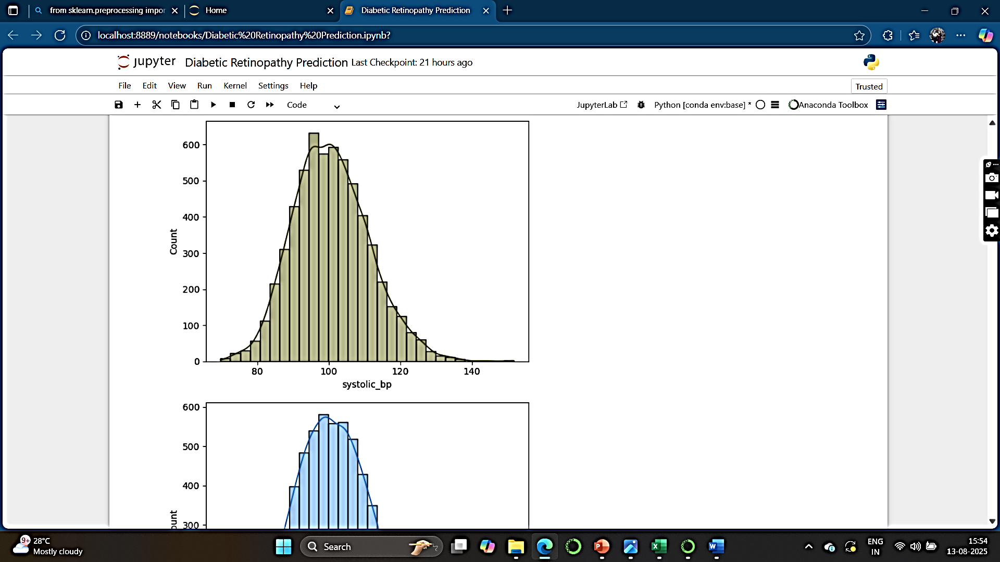 from sklearn.preprocessing impor
Home
Diabetic Retinopathy Prediction
localhost:8889/notebooks/Diabetic%20Retinopathy%20Prediction.ipynb?
jupyter Diabetic Retinopathy Prediction Last Checkpoint: 21 hours ago
File Edit View Run Kernel Settings Help
Trusted
Code
JupyterLab Python [conda env:base] * Anaconda Toolbox
600
500
400
300
200
100
0
Count
80 100 120 140
systolic_bp
600
500
400
300
ount
9+
28°C
Mostly cloudy
Search
ENG
IN
15:54
13-08-2025